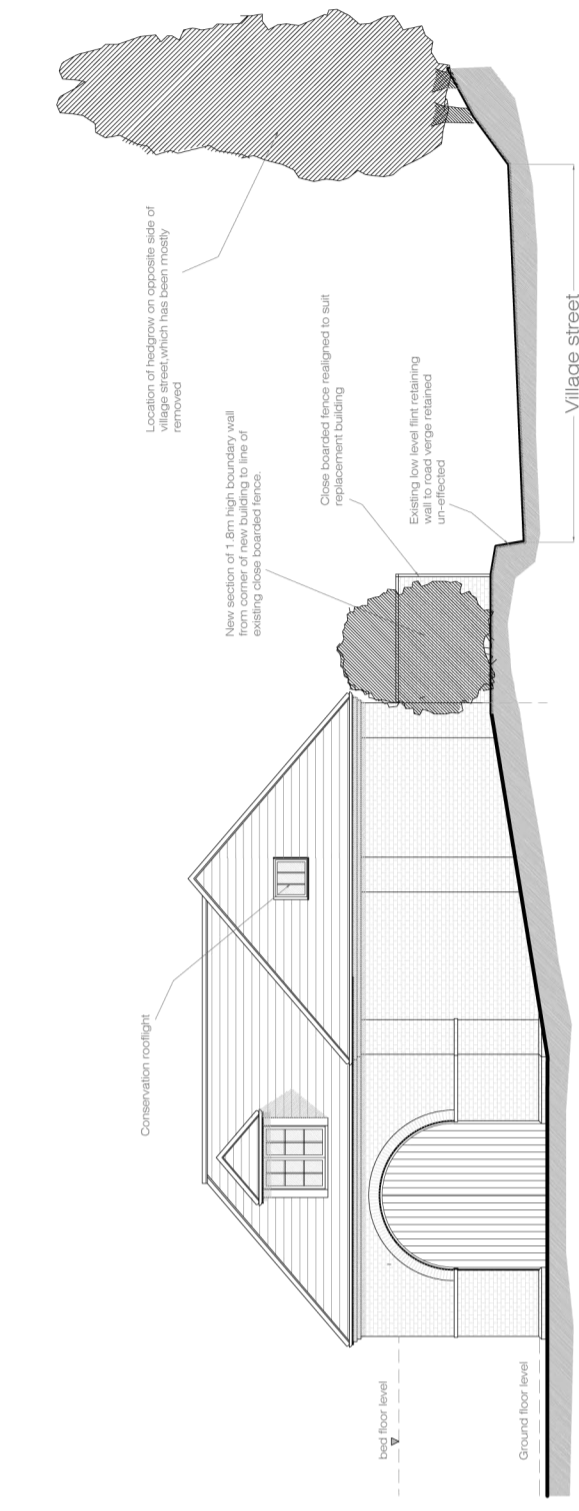 Location of hedgrow on opposite side of
village street,which has been mostly
removed
New section of 1.8m high boundary wall
from corner of new building to line of
existing close boarded fence.
Close boarded fence realigned to suit
replacement building
Existing low level flint retaining
wall to road verge retained
un-effected
Village street
Conservation rooflight
bed floor level
Ground floor level